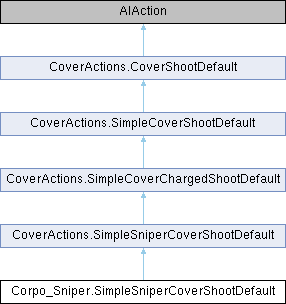 AIAction
CoverActions.CoverShootDefault
CoverActions.SimpleCoverShootDefault
CoverActions.SimpleCoverChargedShootDefault
CoverActions.SimpleSniperCoverShootDefault
Corpo_Sniper.SimpleSniperCoverShootDefault